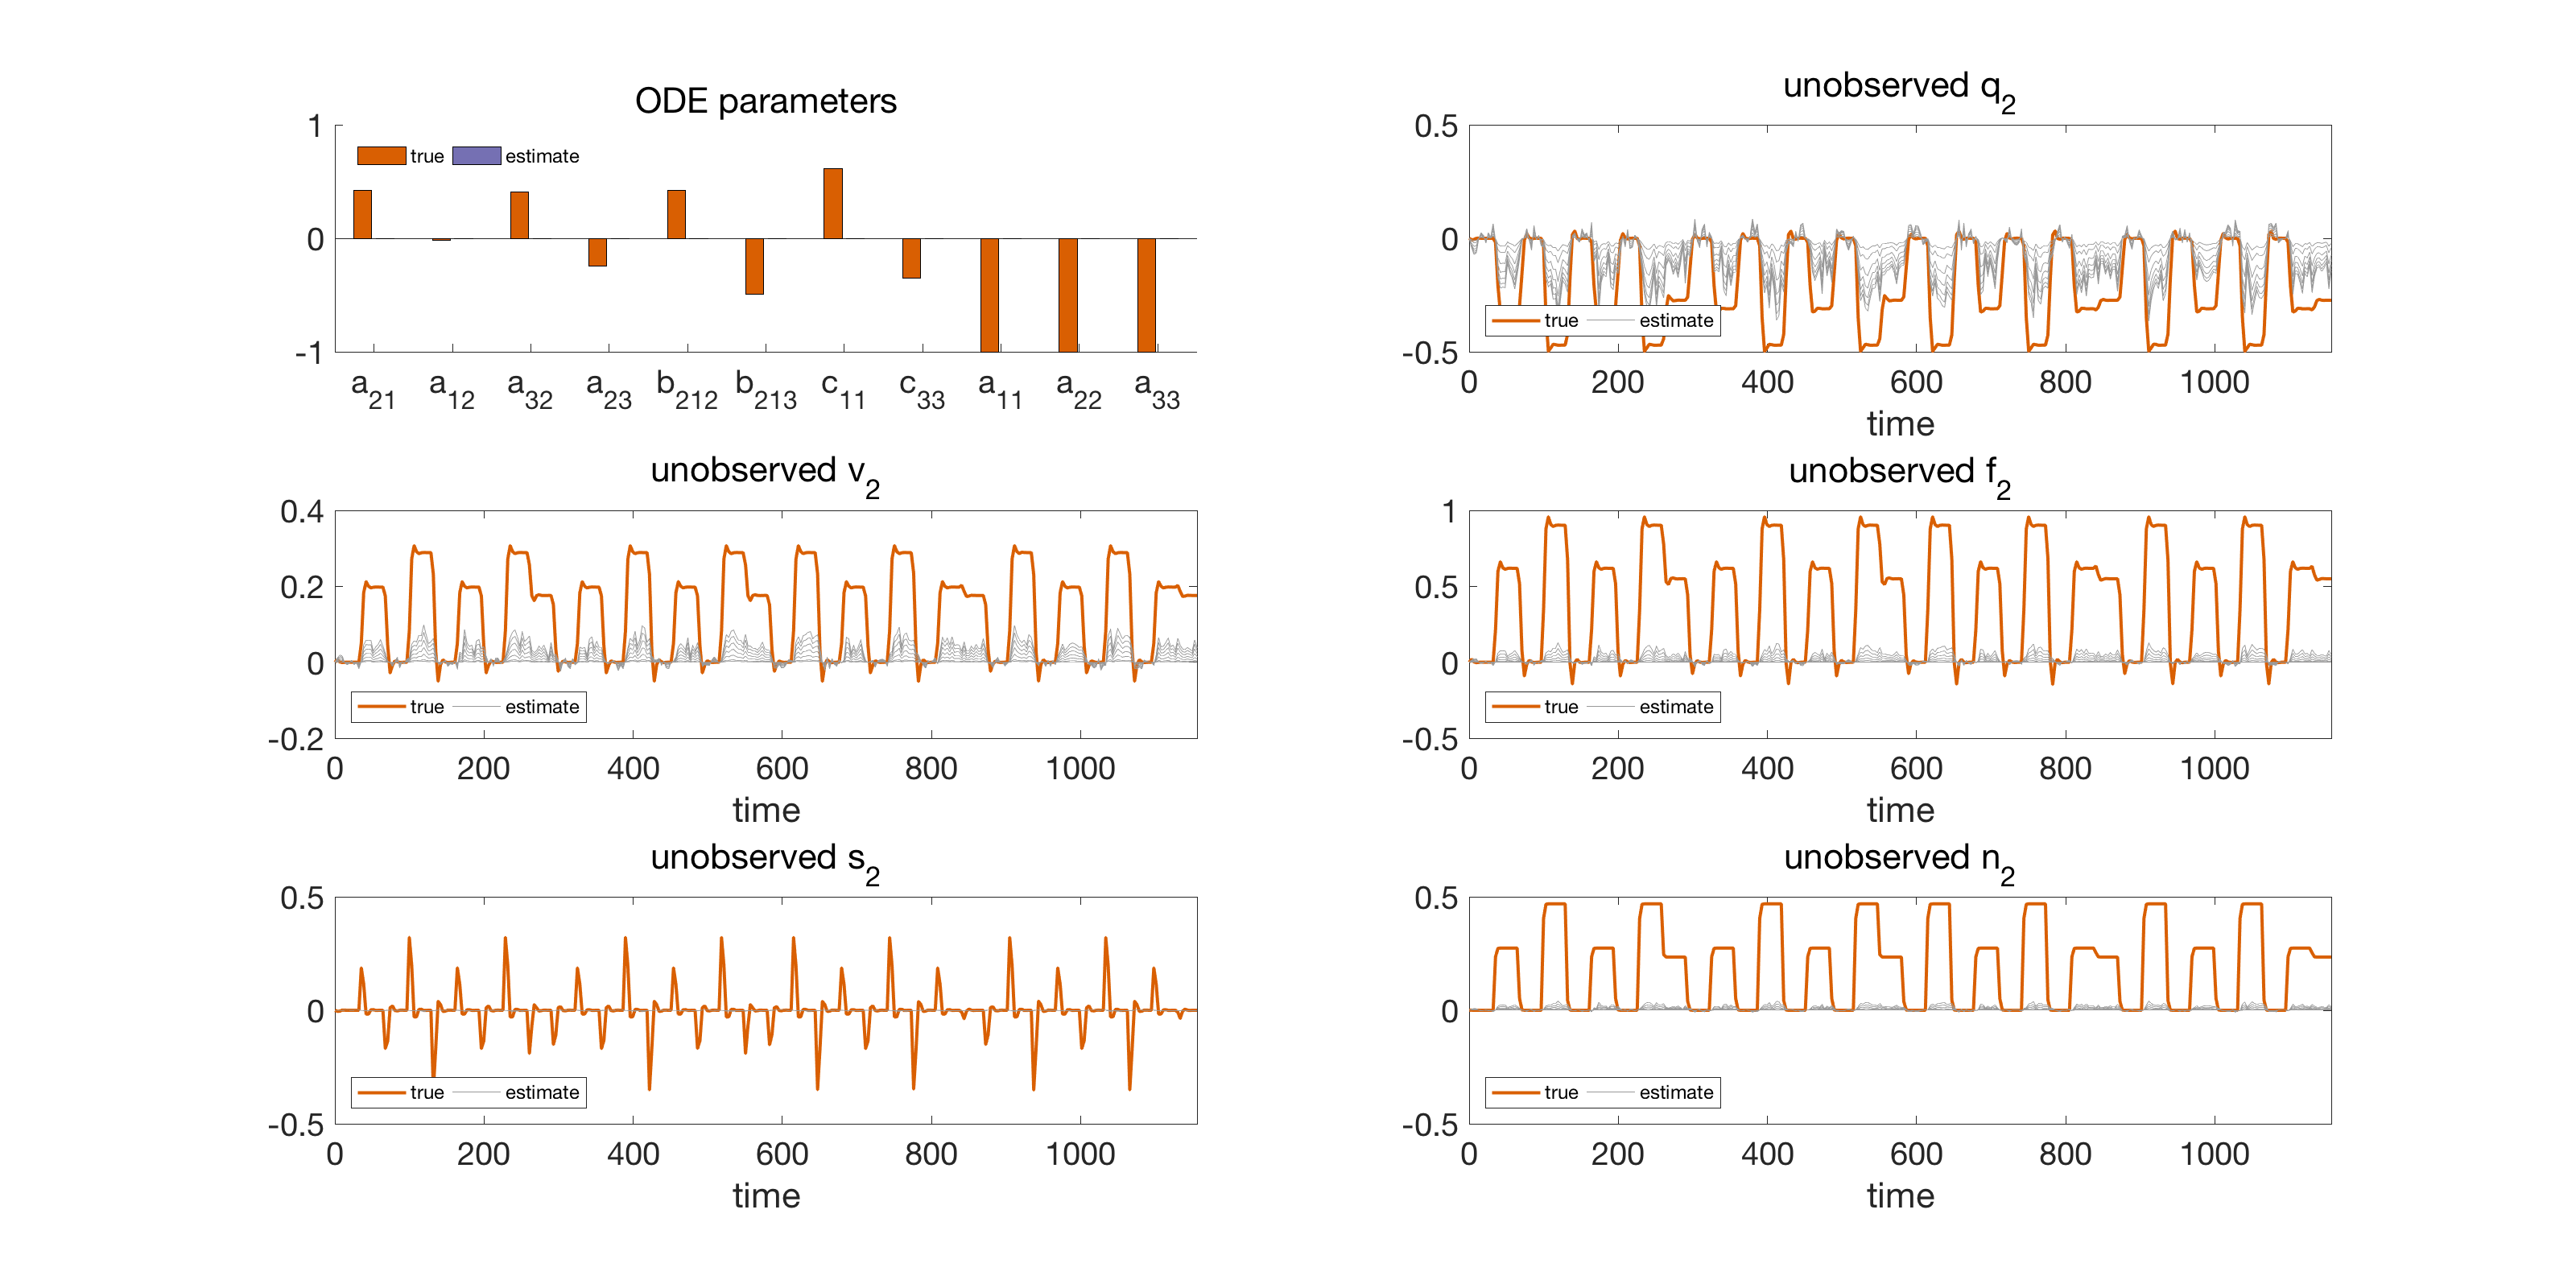 ODE parameters
1
0
-1
true estimate
a21 a12 a32 a23 b212 b213 c11 c33 a11 a22 a33
unobserved q2
0.5
0
-0.5
true estimate
0 200 400 600 800 1000
time
unobserved v2
0.4
0.2
0
-0.2
true estimate
0 200 400 600 800 1000
time
unobserved f2
1
0.5
0
-0.5
true estimate
0 200 400 600 800 1000
time
unobserved s2
0.5
0
-0.5
true estimate
0 200 400 600 800 1000
time
unobserved n2
0.5
0
-0.5
true estimate
0 200 400 600 800 1000
time